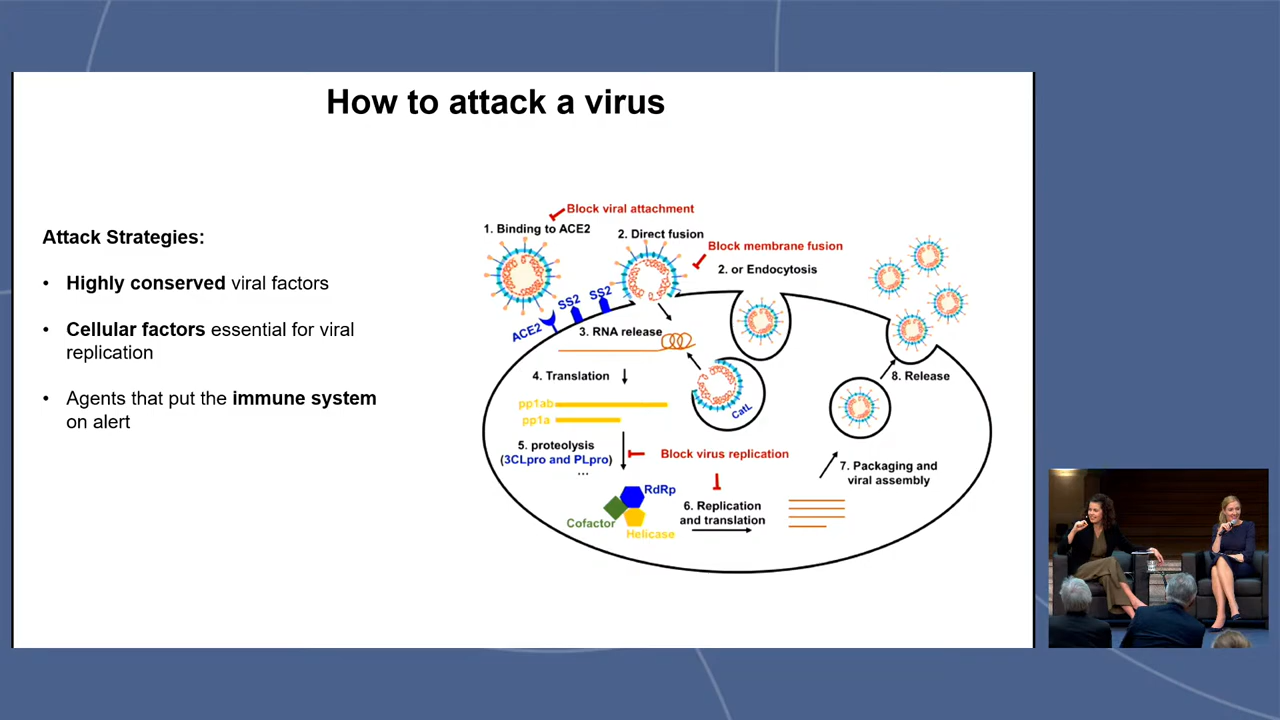 How to attack a virus
Attack Strategies:
• Highly conserved viral factors
• Cellular factors essential for viral
replication
• Agents that put the immune system
on alert
Block viral attachment
1. Binding to ACE2
2. Direct fusion
Block membrane fusion
2. or Endocytosis
ACE2
SS2
SS2
3. RNA release
4. Translation
pp1ab
pp1a
CatL
8. Release
5. proteolysis
(3CLpro and PLpro)
...
Block virus replication
7. Packaging and
viral assembly
RdRp
Cofactor
Helicase
6. Replication
and translation